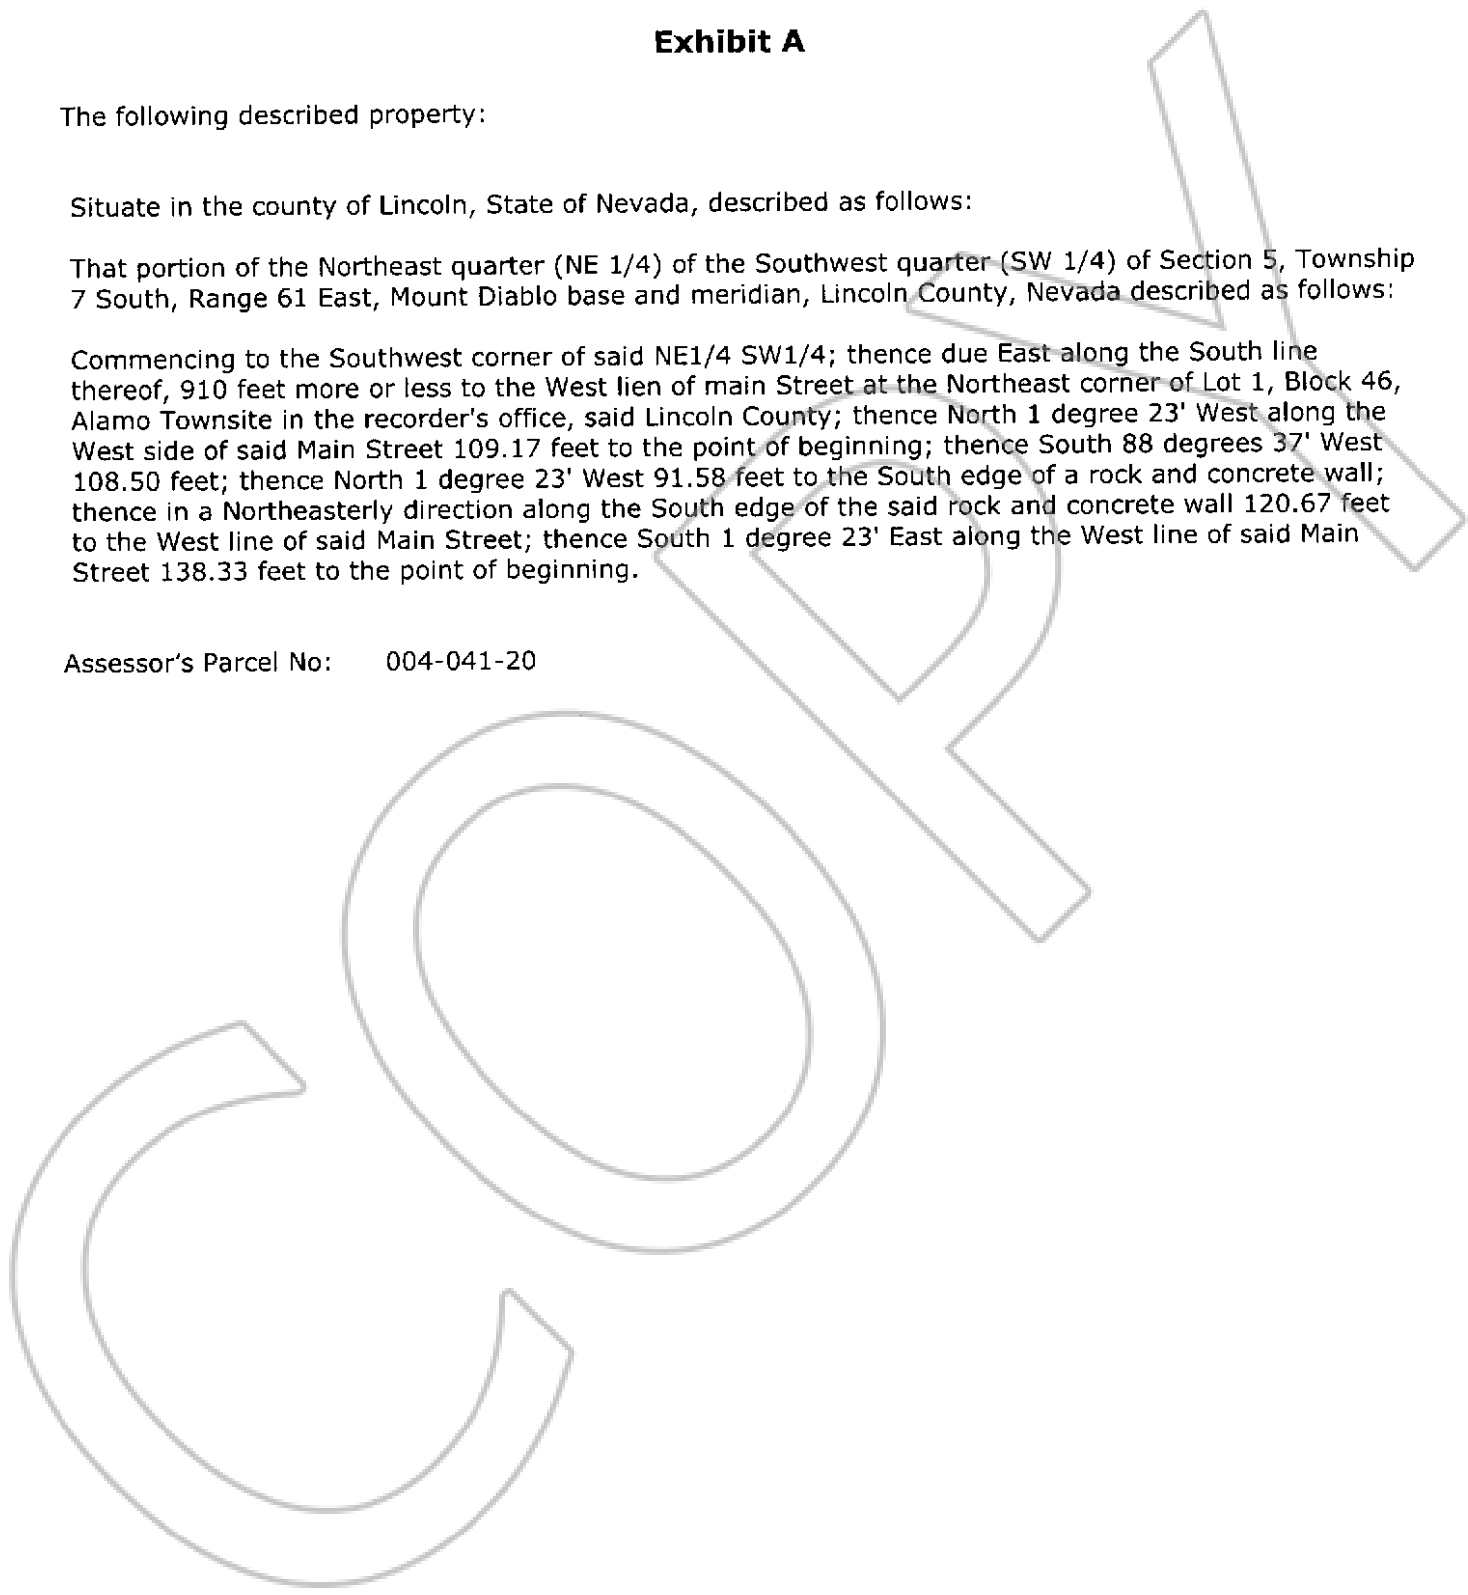 Exhibit A
The following described property:
Situate in the county of Lincoln, State of Nevada, described as follows:
That portion of the Northeast quarter (NE 1/4) of the Southwest quarter (SW 1/4) of Section 5, Township
7 South, Range 61 East, Mount Diablo base and meridian, Lincoln County, Nevada described as follows:
Commencing to the Southwest corner of said NE1/4 SW1/4; thence due East along the South line
thereof, 910 feet more or less to the West lien of main Street at the Northeast corner of Lot 1, Block 46,
Alamo Townsite in the recorder's office, said Lincoln County; thence North 1 degree 23' West along the
West side of said Main Street 109.17 feet to the point of beginning; thence South 88 degrees 37' West
108.50 feet; thence North 1 degree 23' West 91.58 feet to the South edge of a rock and concrete wall;
thence in a Northeasterly direction along the South edge of the said rock and concrete wall 120.67 feet
to the West line of said Main Street; thence South 1 degree 23' East along the West line of said Main
Street 138.33 feet to the point of beginning.
Assessor's Parcel No: 004-041-20
COPY